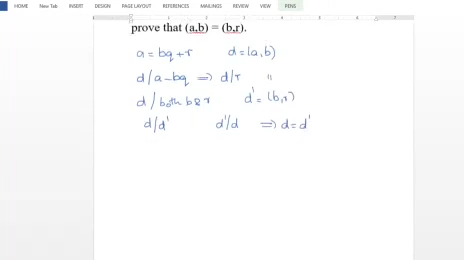 HOME New Tab INSERT DESIGN PAGE LAYOUT REFERENCES MAILINGS REVIEW VIEW PENS
prove that (a,b) = (b,r).
a = bq + r d = (a, b)
d / a - bq ⟹ d / r "
d / both b & r d' = (b, r)
d / d' d' / d ⟹ d = d'